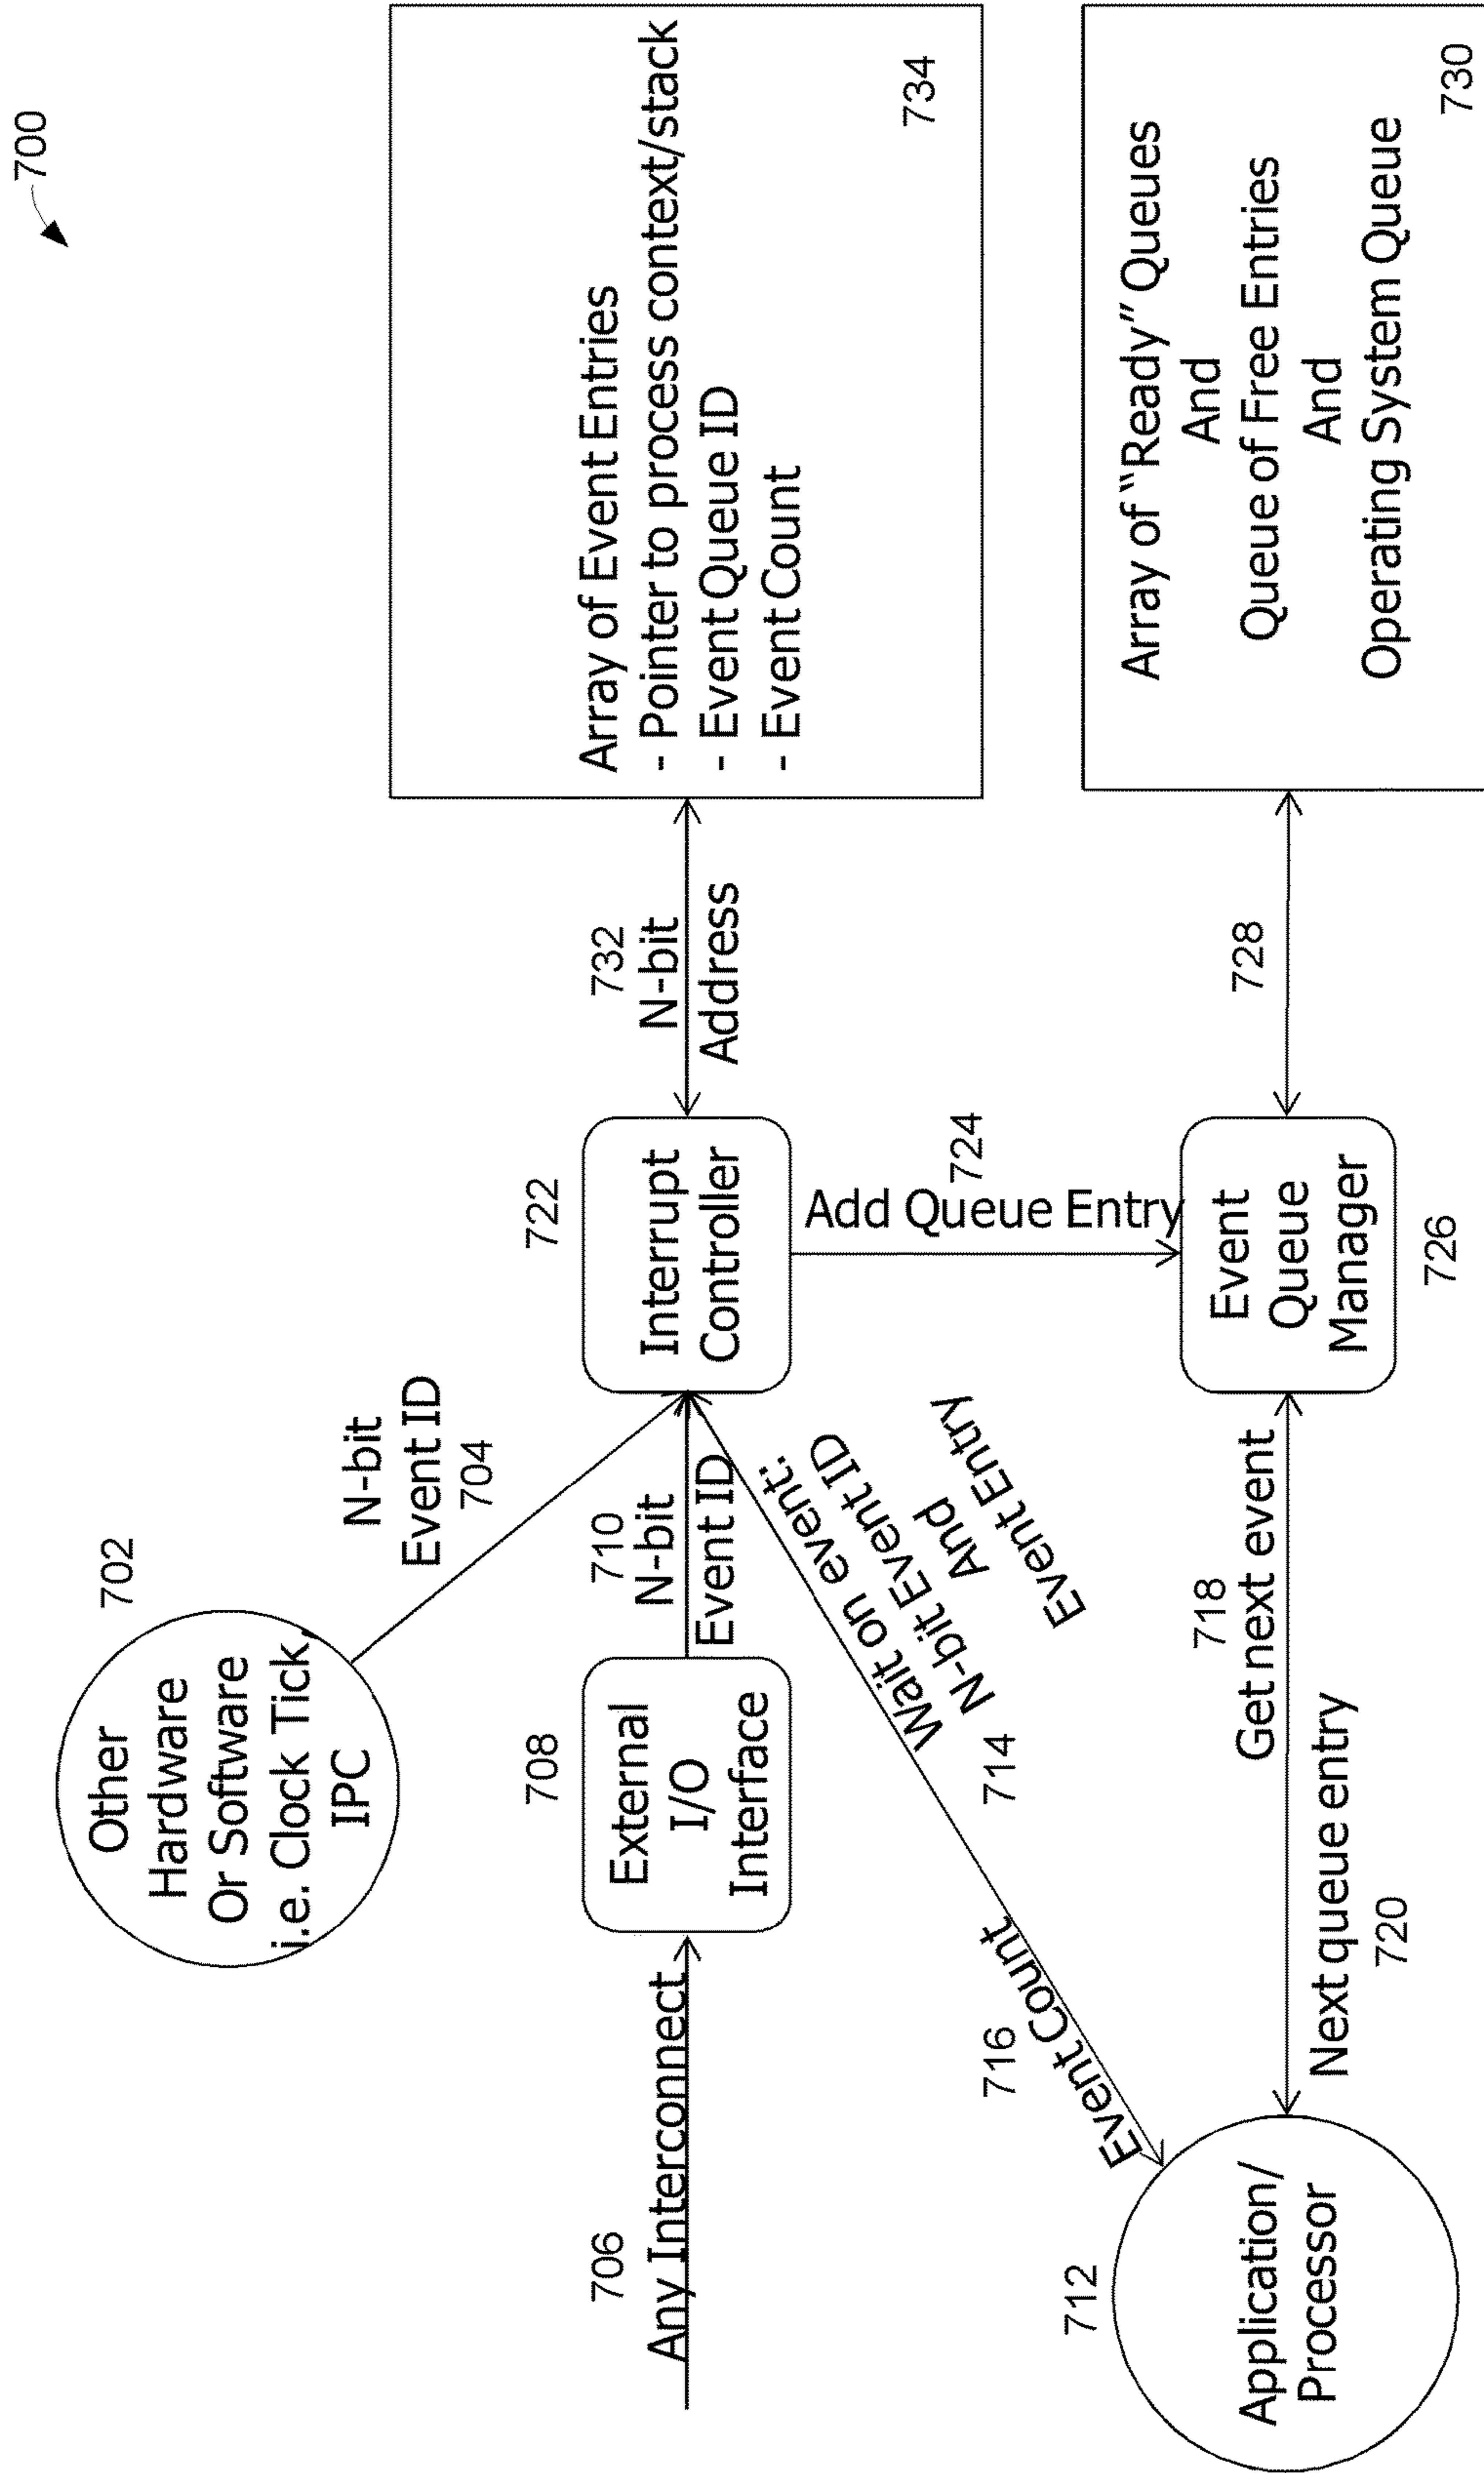 700
702
Other
Hardware
Or Software
i.e. Clock Tick,
IPC
N-bit
Event ID
704
706
Any Interconnect
708
External
I/O
Interface
710
N-bit
Event ID
722
Interrupt
Controller
732
N-bit
Address
Array of Event Entries
- Pointer to process context/stack
- Event Queue ID
- Event Count
734
Wait on event:
N-bit Event ID
And
Event Entry
714
716
Event Count
Add Queue Entry
724
712
Application/
Processor
718
Get next event
Next queue entry
720
Event
Queue
Manager
726
728
Array of “Ready” Queues
And
Queue of Free Entries
And
Operating System Queue
730